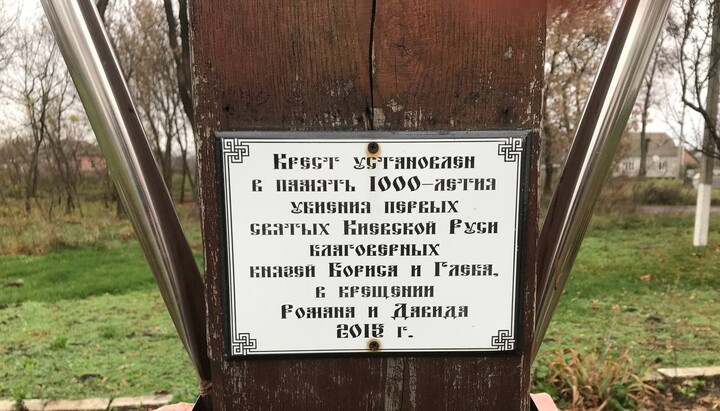 Крест установлен
в память 1000-летия
убиения первых
святых Киевской Руси
благоверных
князей Бориса и Глеба,
в крещении
Романа и Давида
2015 г.